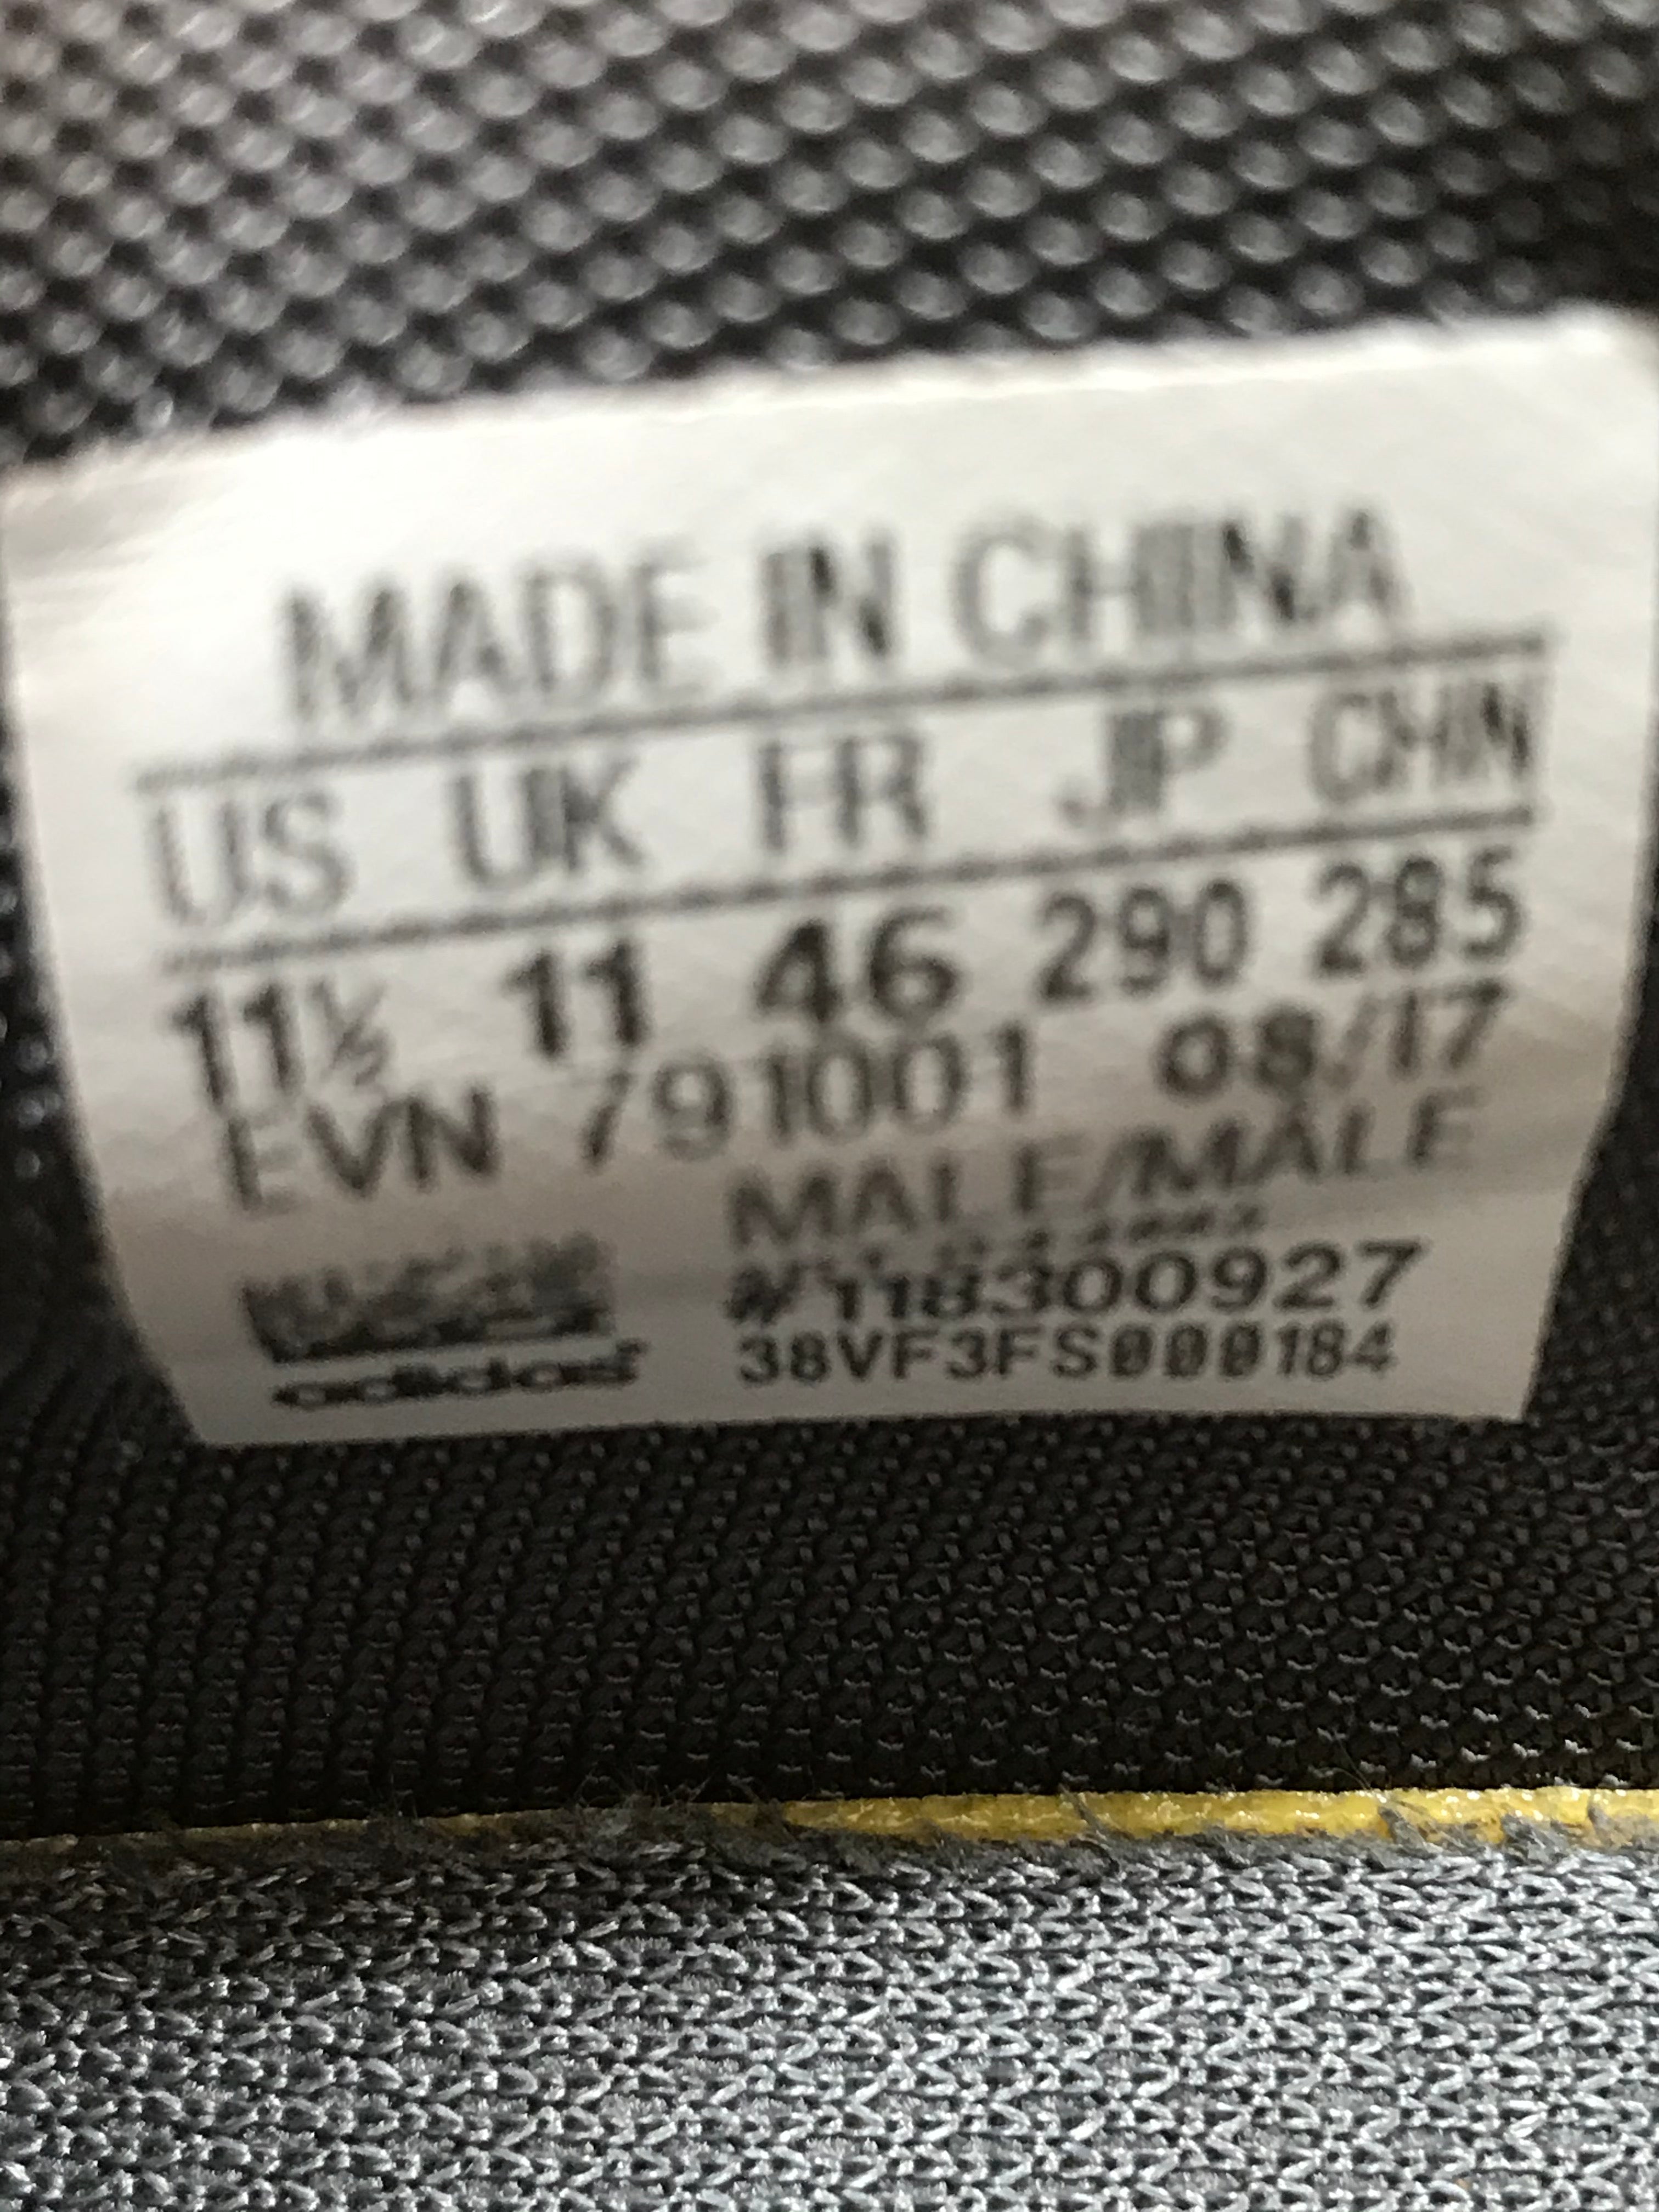 MADE IN CHINA
US UK FR JP CHN
11½ 11 46 290 285
EVN 791001 08/17
MALE/MÂLE
#118300927
38VF3FS000184
adidas